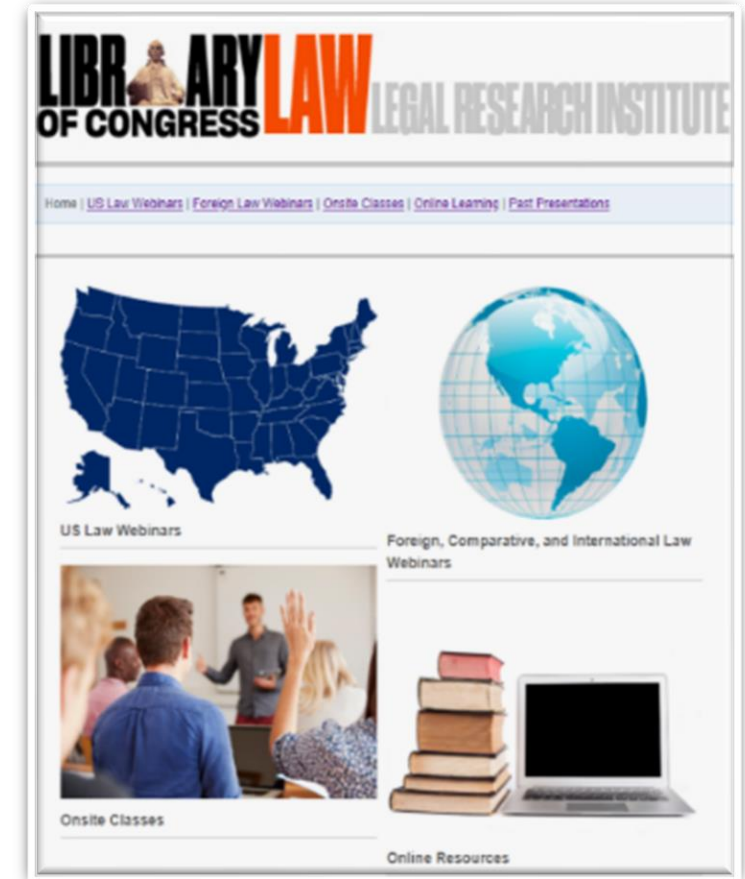 LIBRARY LAW LEGAL RESEARCH INSTITUTE
OF CONGRESS
Home | US Law Webinars | Foreign Law Webinars | Onsite Classes | Online Learning | Past Presentations
US Law Webinars
Foreign, Comparative, and International Law
Webinars
Onsite Classes
Online Resources